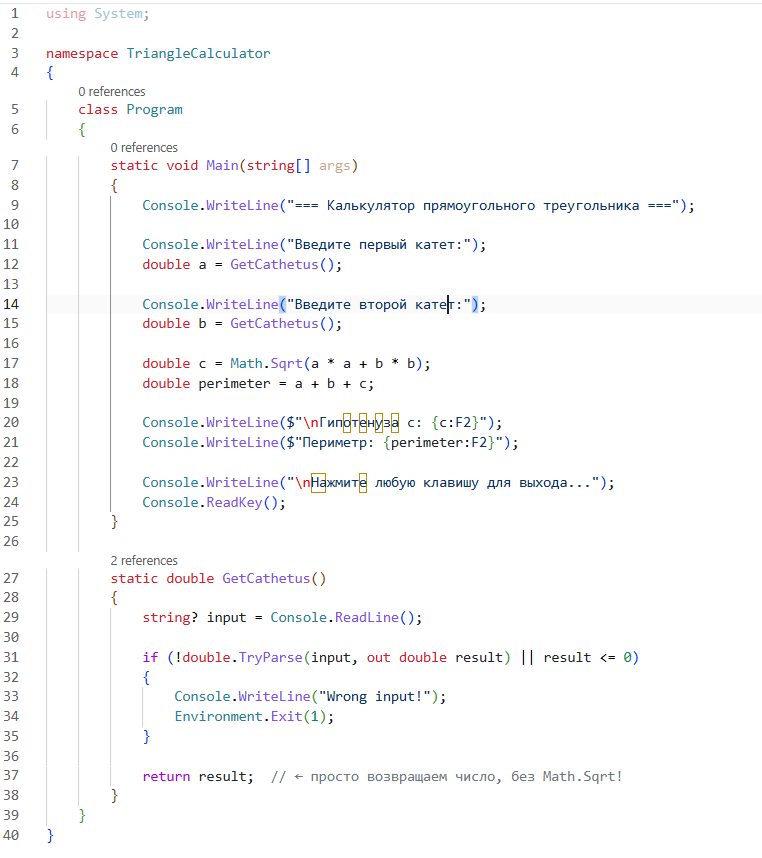 1 using System;
2
3 namespace TriangleCalculator
4 {
0 references
5 class Program
6 {
0 references
7 static void Main(string[] args)
8 {
9 Console.WriteLine("=== Калькулятор прямоугольного треугольника ===");
10
11 Console.WriteLine("Введите первый катет:");
12 double a = GetCathetus();
13
14 Console.WriteLine("Введите второй катет:");
15 double b = GetCathetus();
16
17 double c = Math.Sqrt(a * a + b * b);
18 double perimeter = a + b + c;
19
20 Console.WriteLine($"\nГипотенуза c: {c:F2}");
21 Console.WriteLine($"Периметр: {perimeter:F2}");
22
23 Console.WriteLine("\nНажмите любую клавишу для выхода...");
24 Console.ReadKey();
25 }
26
2 references
27 static double GetCathetus()
28 {
29 string? input = Console.ReadLine();
30
31 if (!double.TryParse(input, out double result) || result <= 0)
32 {
33 Console.WriteLine("Wrong input!");
34 Environment.Exit(1);
35 }
36
37 return result;  // ← просто возвращаем число, без Math.Sqrt!
38 }
39 }
40 }